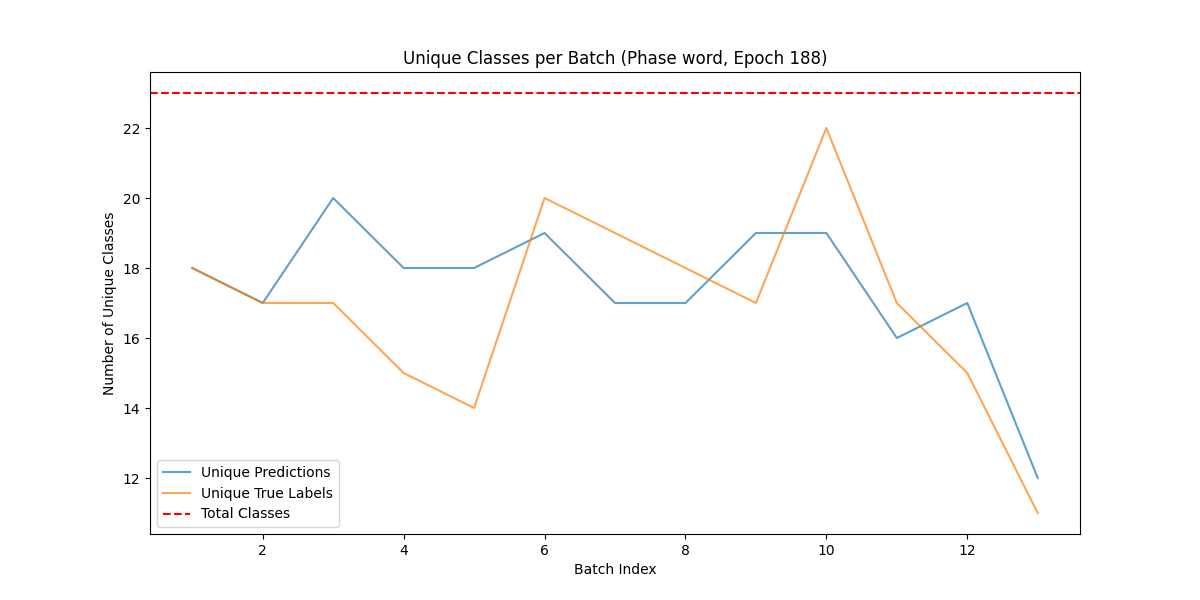 Unique Classes per Batch (Phase word, Epoch 188)
Number of Unique Classes
22
20
18
16
14
12
Unique Predictions
Unique True Labels
Total Classes
2 4 6 8 10 12
Batch Index